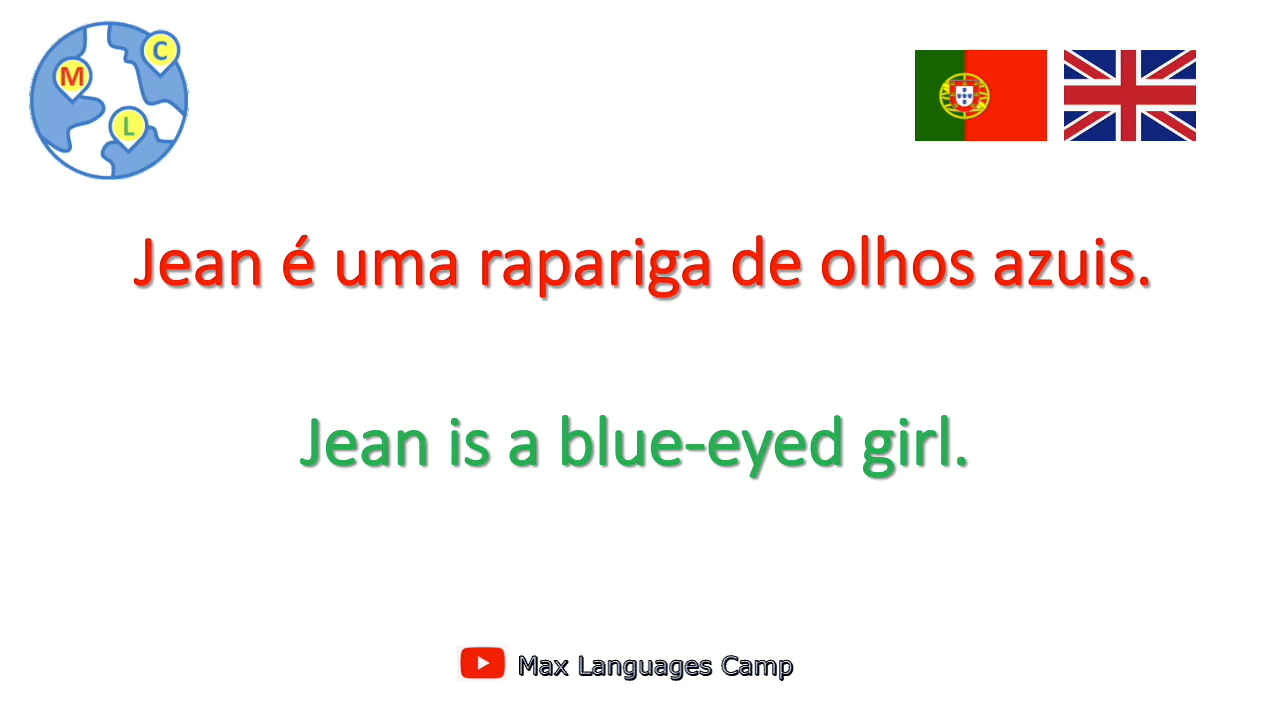 M
C
L
Jean é uma rapariga de olhos azuis.
Jean is a blue-eyed girl.
Max Languages Camp